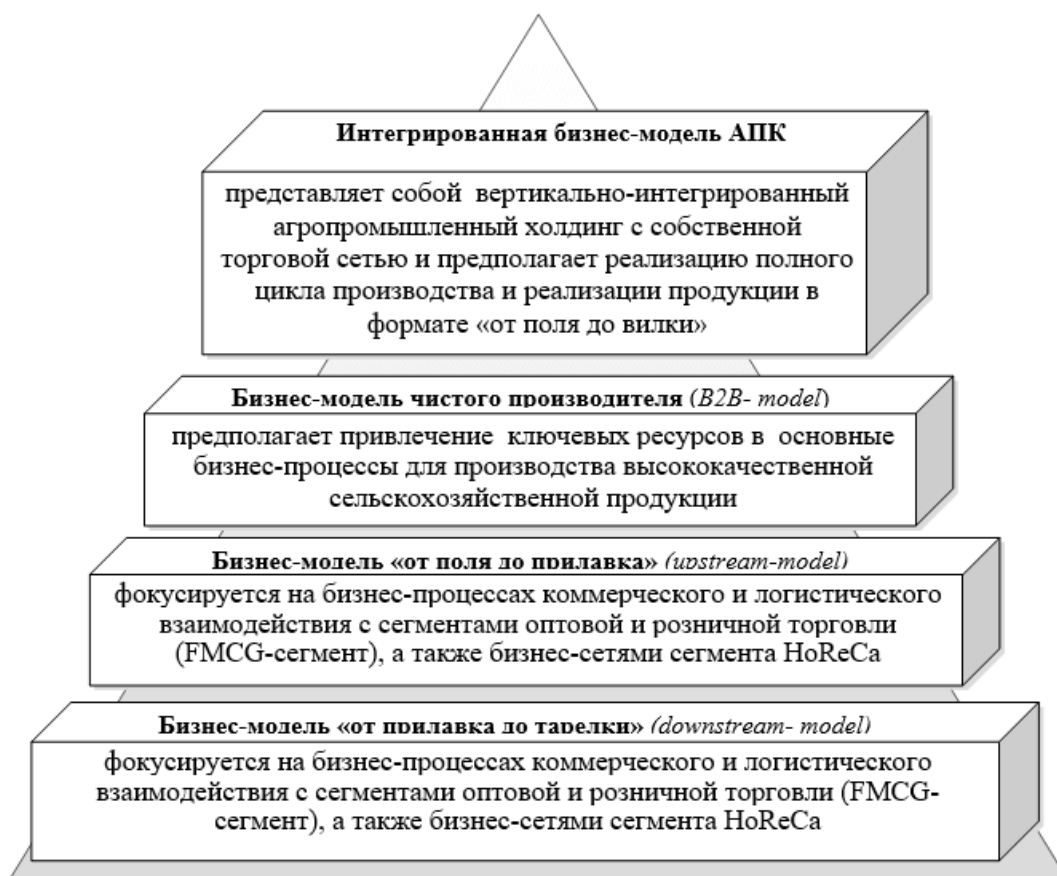 Интегрированная бизнес-модель АПК
представляет собой вертикально-интегрированный
агропромышленный холдинг с собственной
торговой сетью и предполагает реализацию полного
цикла производства и реализации продукции в
формате «от поля до вилки»
Бизнес-модель чистого производителя (B2B- model)
предполагает привлечение ключевых ресурсов в основные
бизнес-процессы для производства высококачественной
сельскохозяйственной продукции
Бизнес-модель «от поля до прилавка» (upstream-model)
фокусируется на бизнес-процессах коммерческого и логистического
взаимодействия с сегментами оптовой и розничной торговли
(FMCG-сегмент), а также бизнес-сетями сегмента HoReCa
Бизнес-модель «от прилавка до тарелки» (downstream- model)
фокусируется на бизнес-процессах коммерческого и логистического
взаимодействия с сегментами оптовой и розничной торговли (FMCG-
сегмент), а также бизнес-сетями сегмента HoReCa